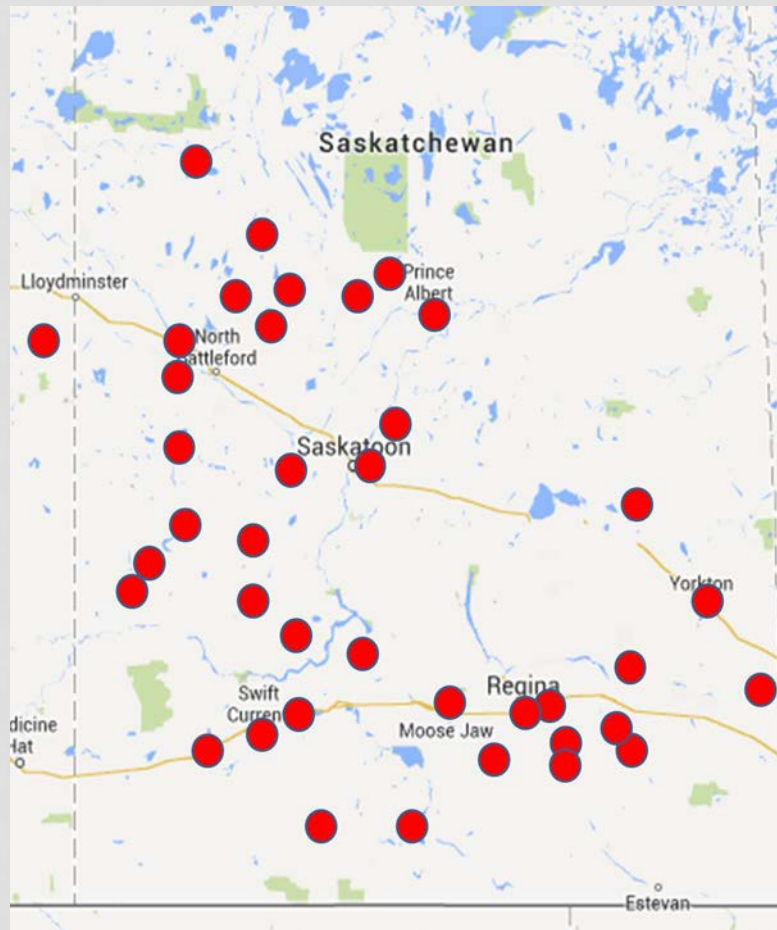 Saskatchewan
Lloydminster
Prince
Albert
North
attleford
Saskatoon
Yorkton
Swift
Curren
Regina
Moose Jaw
dicine
Hat
Estevan